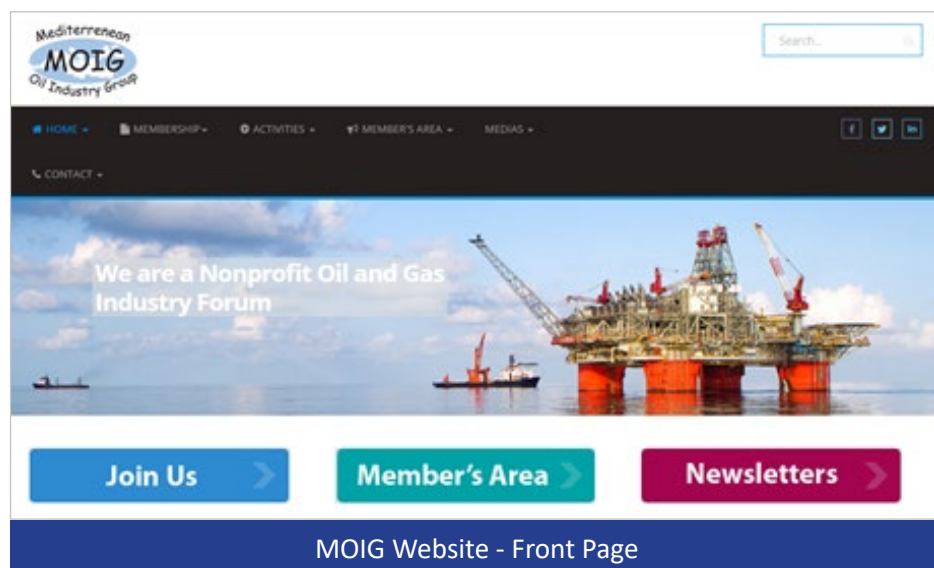 Mediterrenean
MOIG
Oil Industry Group
Search...
HOME
MEMBERSHIP
ACTIVITIES
MEMBER'S AREA
MEDIAS
CONTACT
We are a Nonprofit Oil and Gas
Industry Forum
Join Us
Member's Area
Newsletters
MOIG Website - Front Page